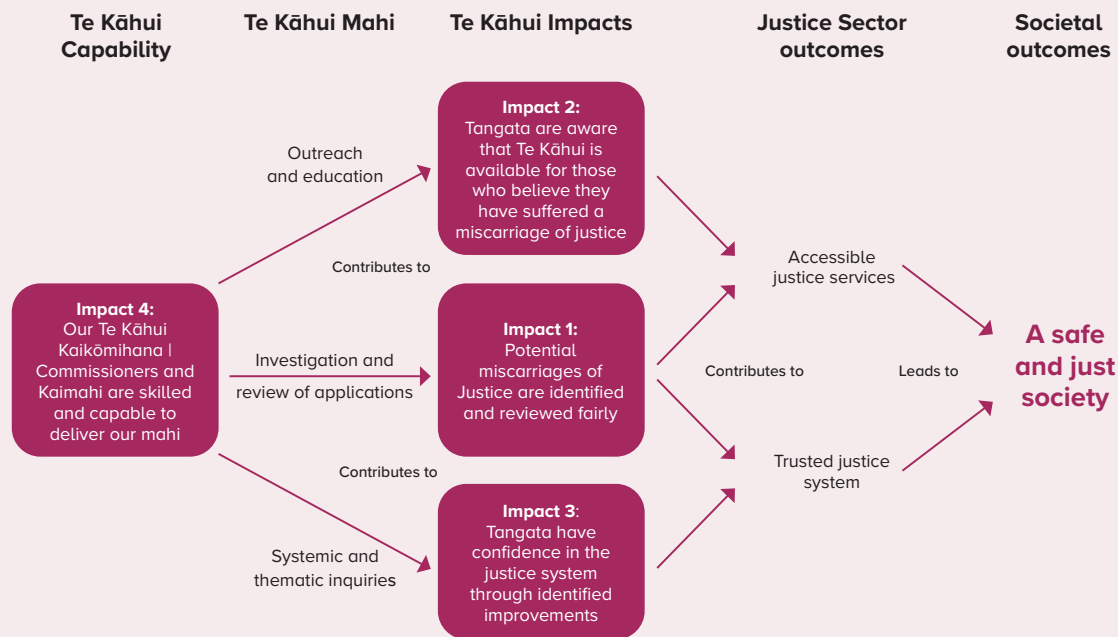 Te Kāhui
Capability
Te Kāhui Mahi
Te Kāhui Impacts
Justice Sector
outcomes
Societal
outcomes
Impact 4:
Our Te Kāhui
Kaikōmihana |
Commissioners and
Kaimahi are skilled
and capable to
deliver our mahi
Outreach
and education
Contributes to
Investigation and
review of applications
Contributes to
Systemic and
thematic inquiries
Impact 2:
Tangata are aware
that Te Kāhui is
available for those
who believe they
have suffered a
miscarriage of justice
Impact 1:
Potential
miscarriages of
Justice are identified
and reviewed fairly
Impact 3:
Tangata have
confidence in the
justice system
through identified
improvements
Accessible
justice services
Contributes to
Trusted justice
system
Leads to
A safe
and just
society